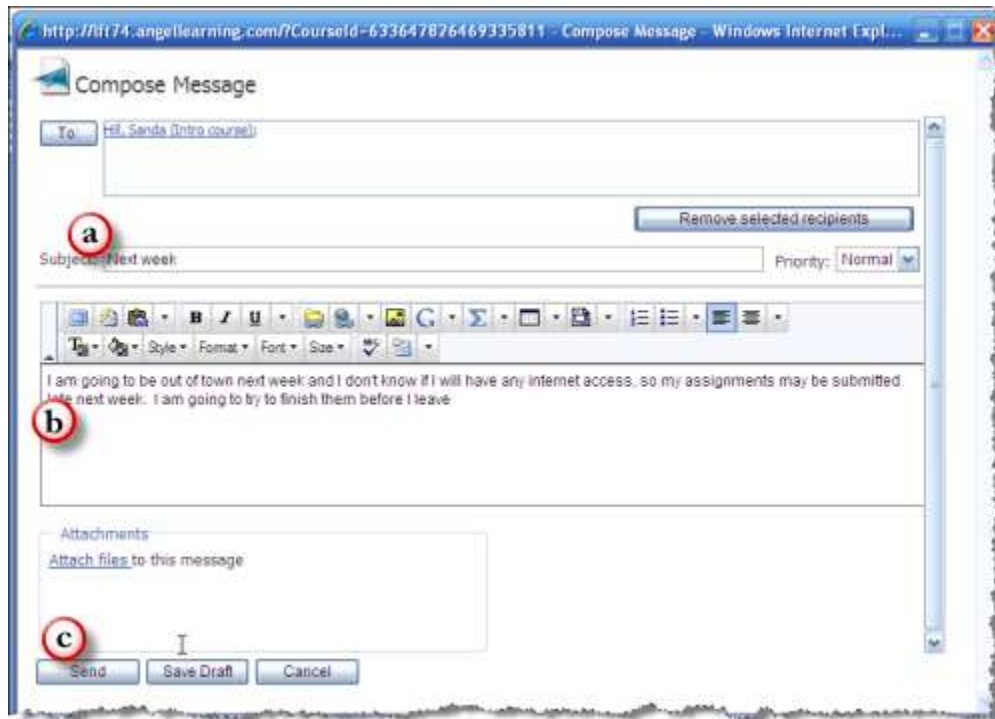 http://lft74.angellearning.com/?CourseId=633647826469335811 - Compose Message - Windows Internet Expl...
Compose Message
To Hill, Sanda (Intro course);
Remove selected recipients
a
Subject: Next week Priority: Normal
B I U
Style Format Font Size
I am going to be out of town next week and I don't know if I will have any internet access, so my assignments may be submitted
late next week. I am going to try to finish them before I leave
b
Attachments
Attach files to this message
c
Send Save Draft Cancel